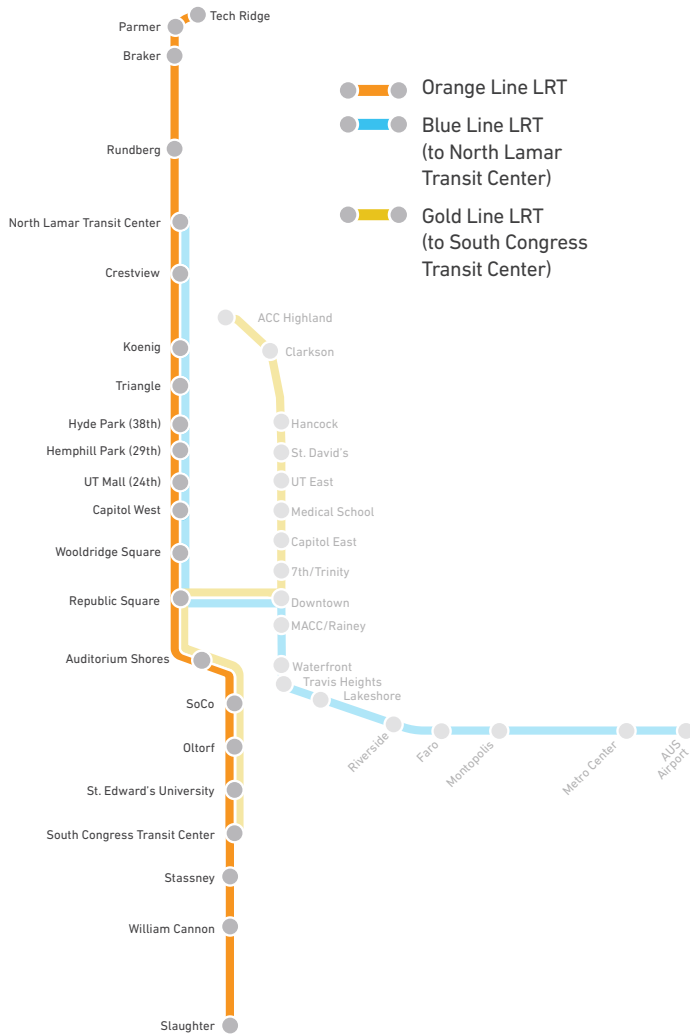 Tech Ridge
Parmer
Braker
Rundberg
North Lamar Transit Center
Crestview
Koenig
Triangle
Hyde Park (38th)
Hemphill Park (29th)
UT Mall (24th)
Capitol West
Wooldridge Square
Republic Square
Auditorium Shores
SoCo
Oltorf
St. Edward's University
South Congress Transit Center
Stassney
William Cannon
Slaughter
Orange Line LRT
Blue Line LRT
(to North Lamar
Transit Center)
Gold Line LRT
(to South Congress
Transit Center)
ACC Highland
Clarkson
Hancock
St. David's
UT East
Medical School
Capitol East
7th/Trinity
Downtown
MACC/Rainey
Waterfront
Travis Heights
Lakeshore
Riverside
Faro
Montopolis
Metro Center
AUS
Airport